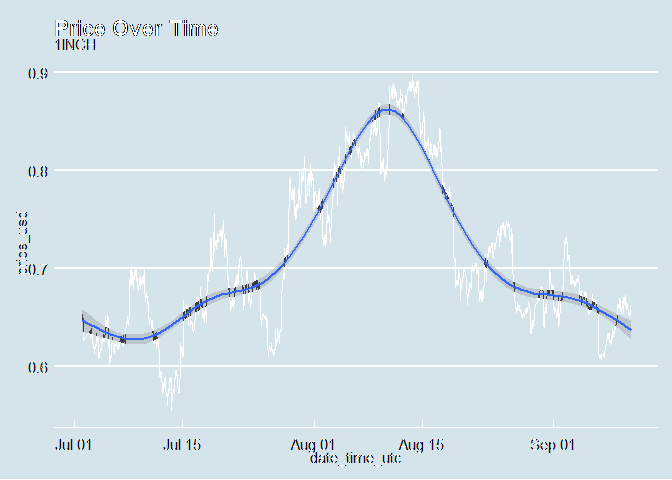 Price Over Time
1INCH
0.9
0.8
0.7
0.6
price_usd
Jul 01
Jul 15
Aug 01
Aug 15
Sep 01
date_time_utc